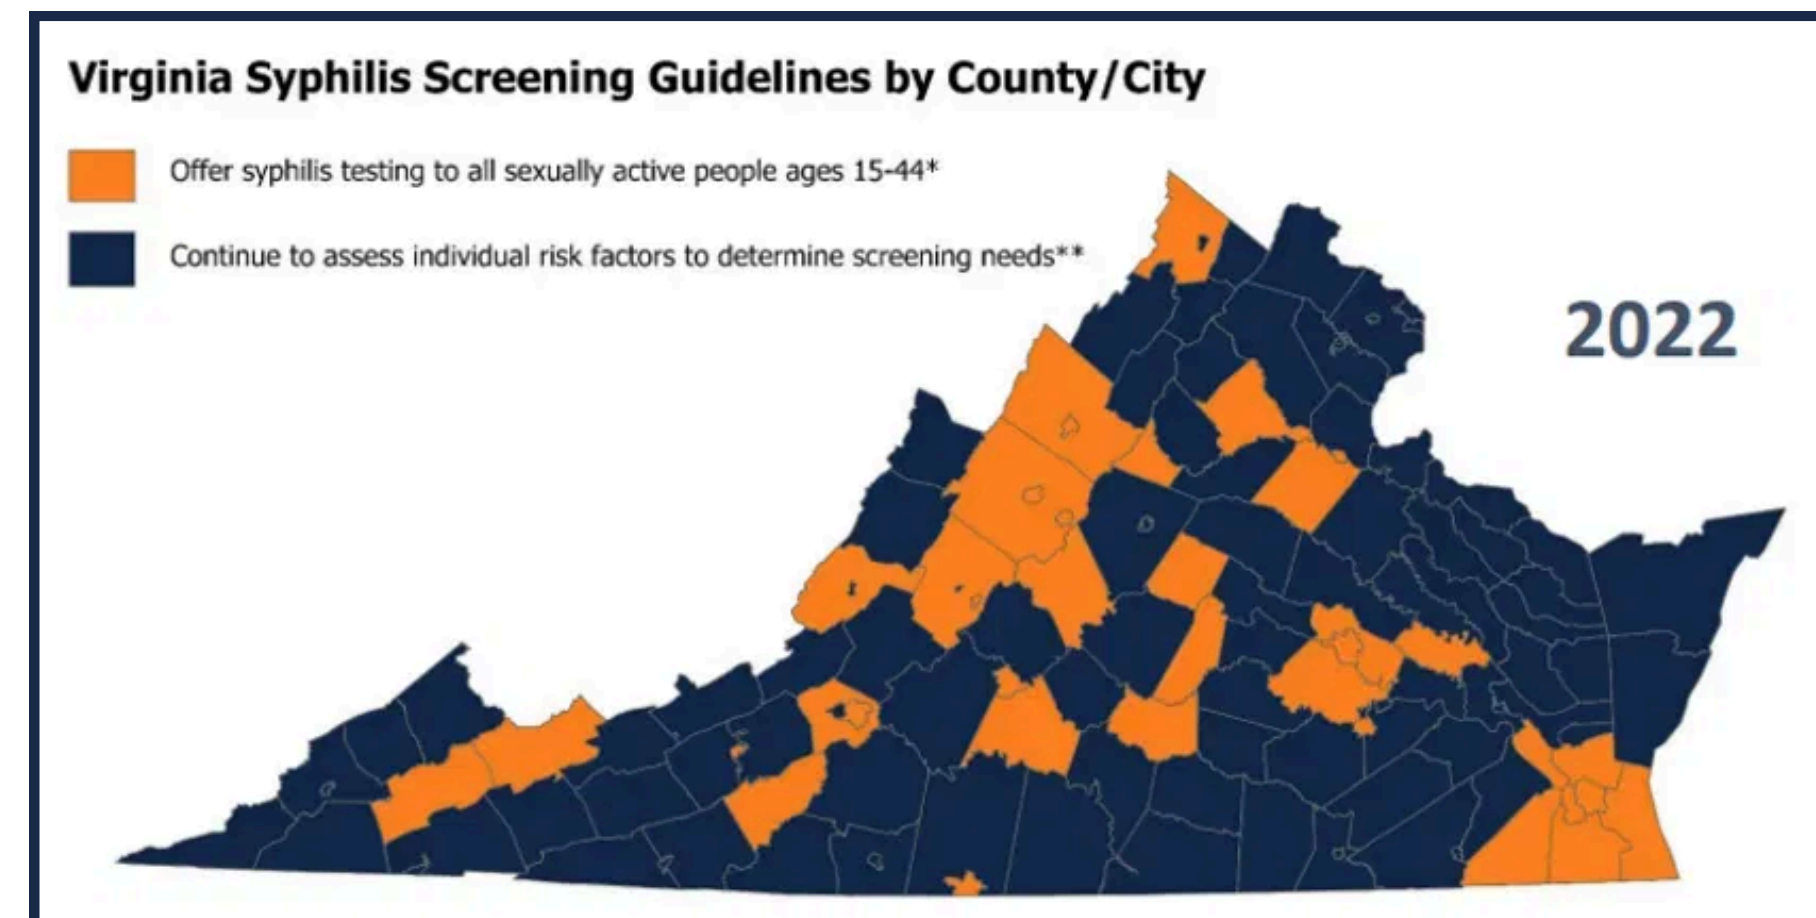 Virginia Syphilis Screening Guidelines by County/City
Offer syphilis testing to all sexually active people ages 15-44*
Continue to assess individual risk factors to determine screening needs**
2022